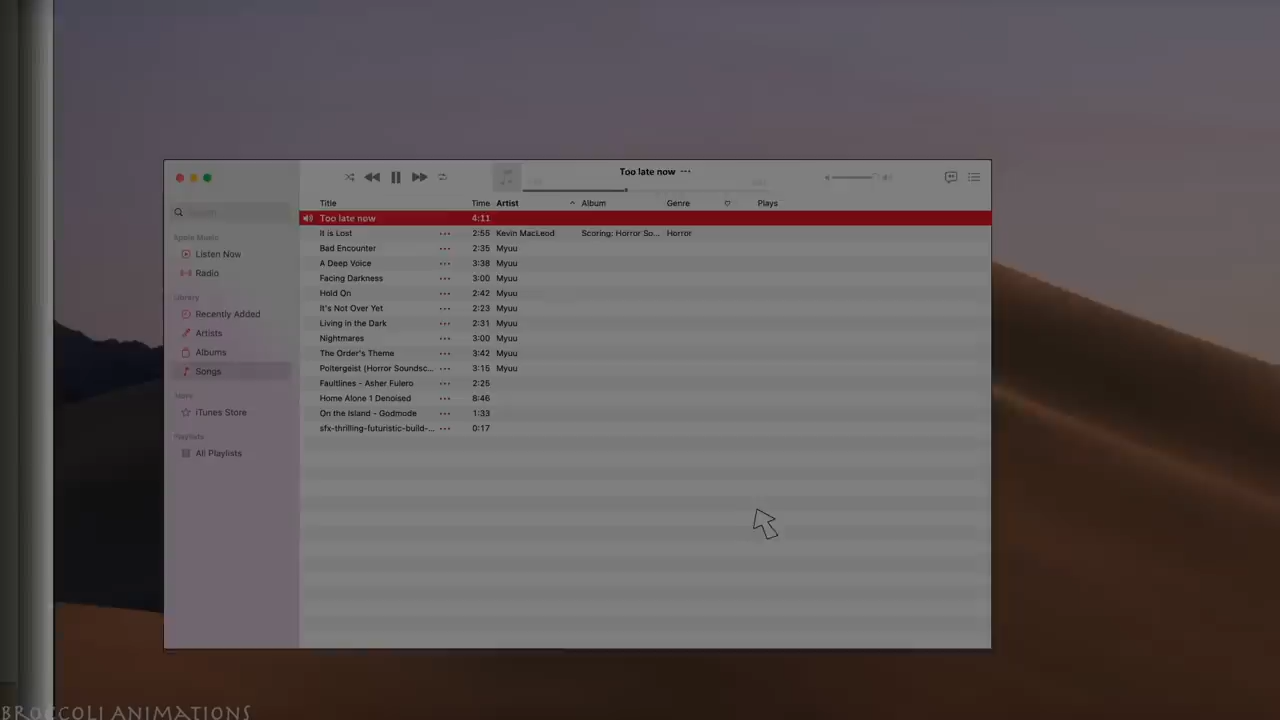 Too late now ···
Search
Title Time Artist Album Genre Plays
Too late now 4:11
Apple Music
It is Lost ··· 2:55 Kevin MacLeod Scoring: Horror So... Horror
Listen Now
Bad Encounter ··· 2:35 Myuu
Radio
A Deep Voice ··· 3:38 Myuu
Facing Darkness ··· 3:00 Myuu
Library
Hold On ··· 2:42 Myuu
Recently Added
It's Not Over Yet ··· 2:23 Myuu
Artists
Living in the Dark ··· 2:31 Myuu
Albums
Nightmares ··· 3:00 Myuu
The Order's Theme ··· 3:42 Myuu
Songs
Poltergeist (Horror Soundsc... ··· 3:15 Myuu
Faultlines - Asher Fulero ··· 2:25
More
Home Alone 1 Denoised ··· 8:46
iTunes Store
On the Island - Godmode ··· 1:33
Playlists
sfx-thrilling-futuristic-build-... ··· 0:17
All Playlists
BROCCOLI ANIMATIONS